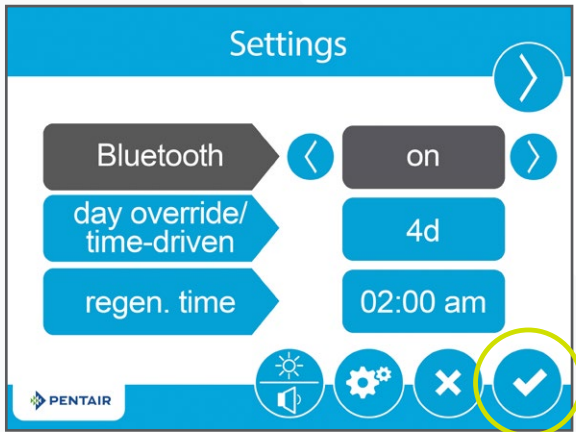 Settings
Bluetooth
on
day override/
time-driven
4d
regen. time
02:00 am
PENTAIR